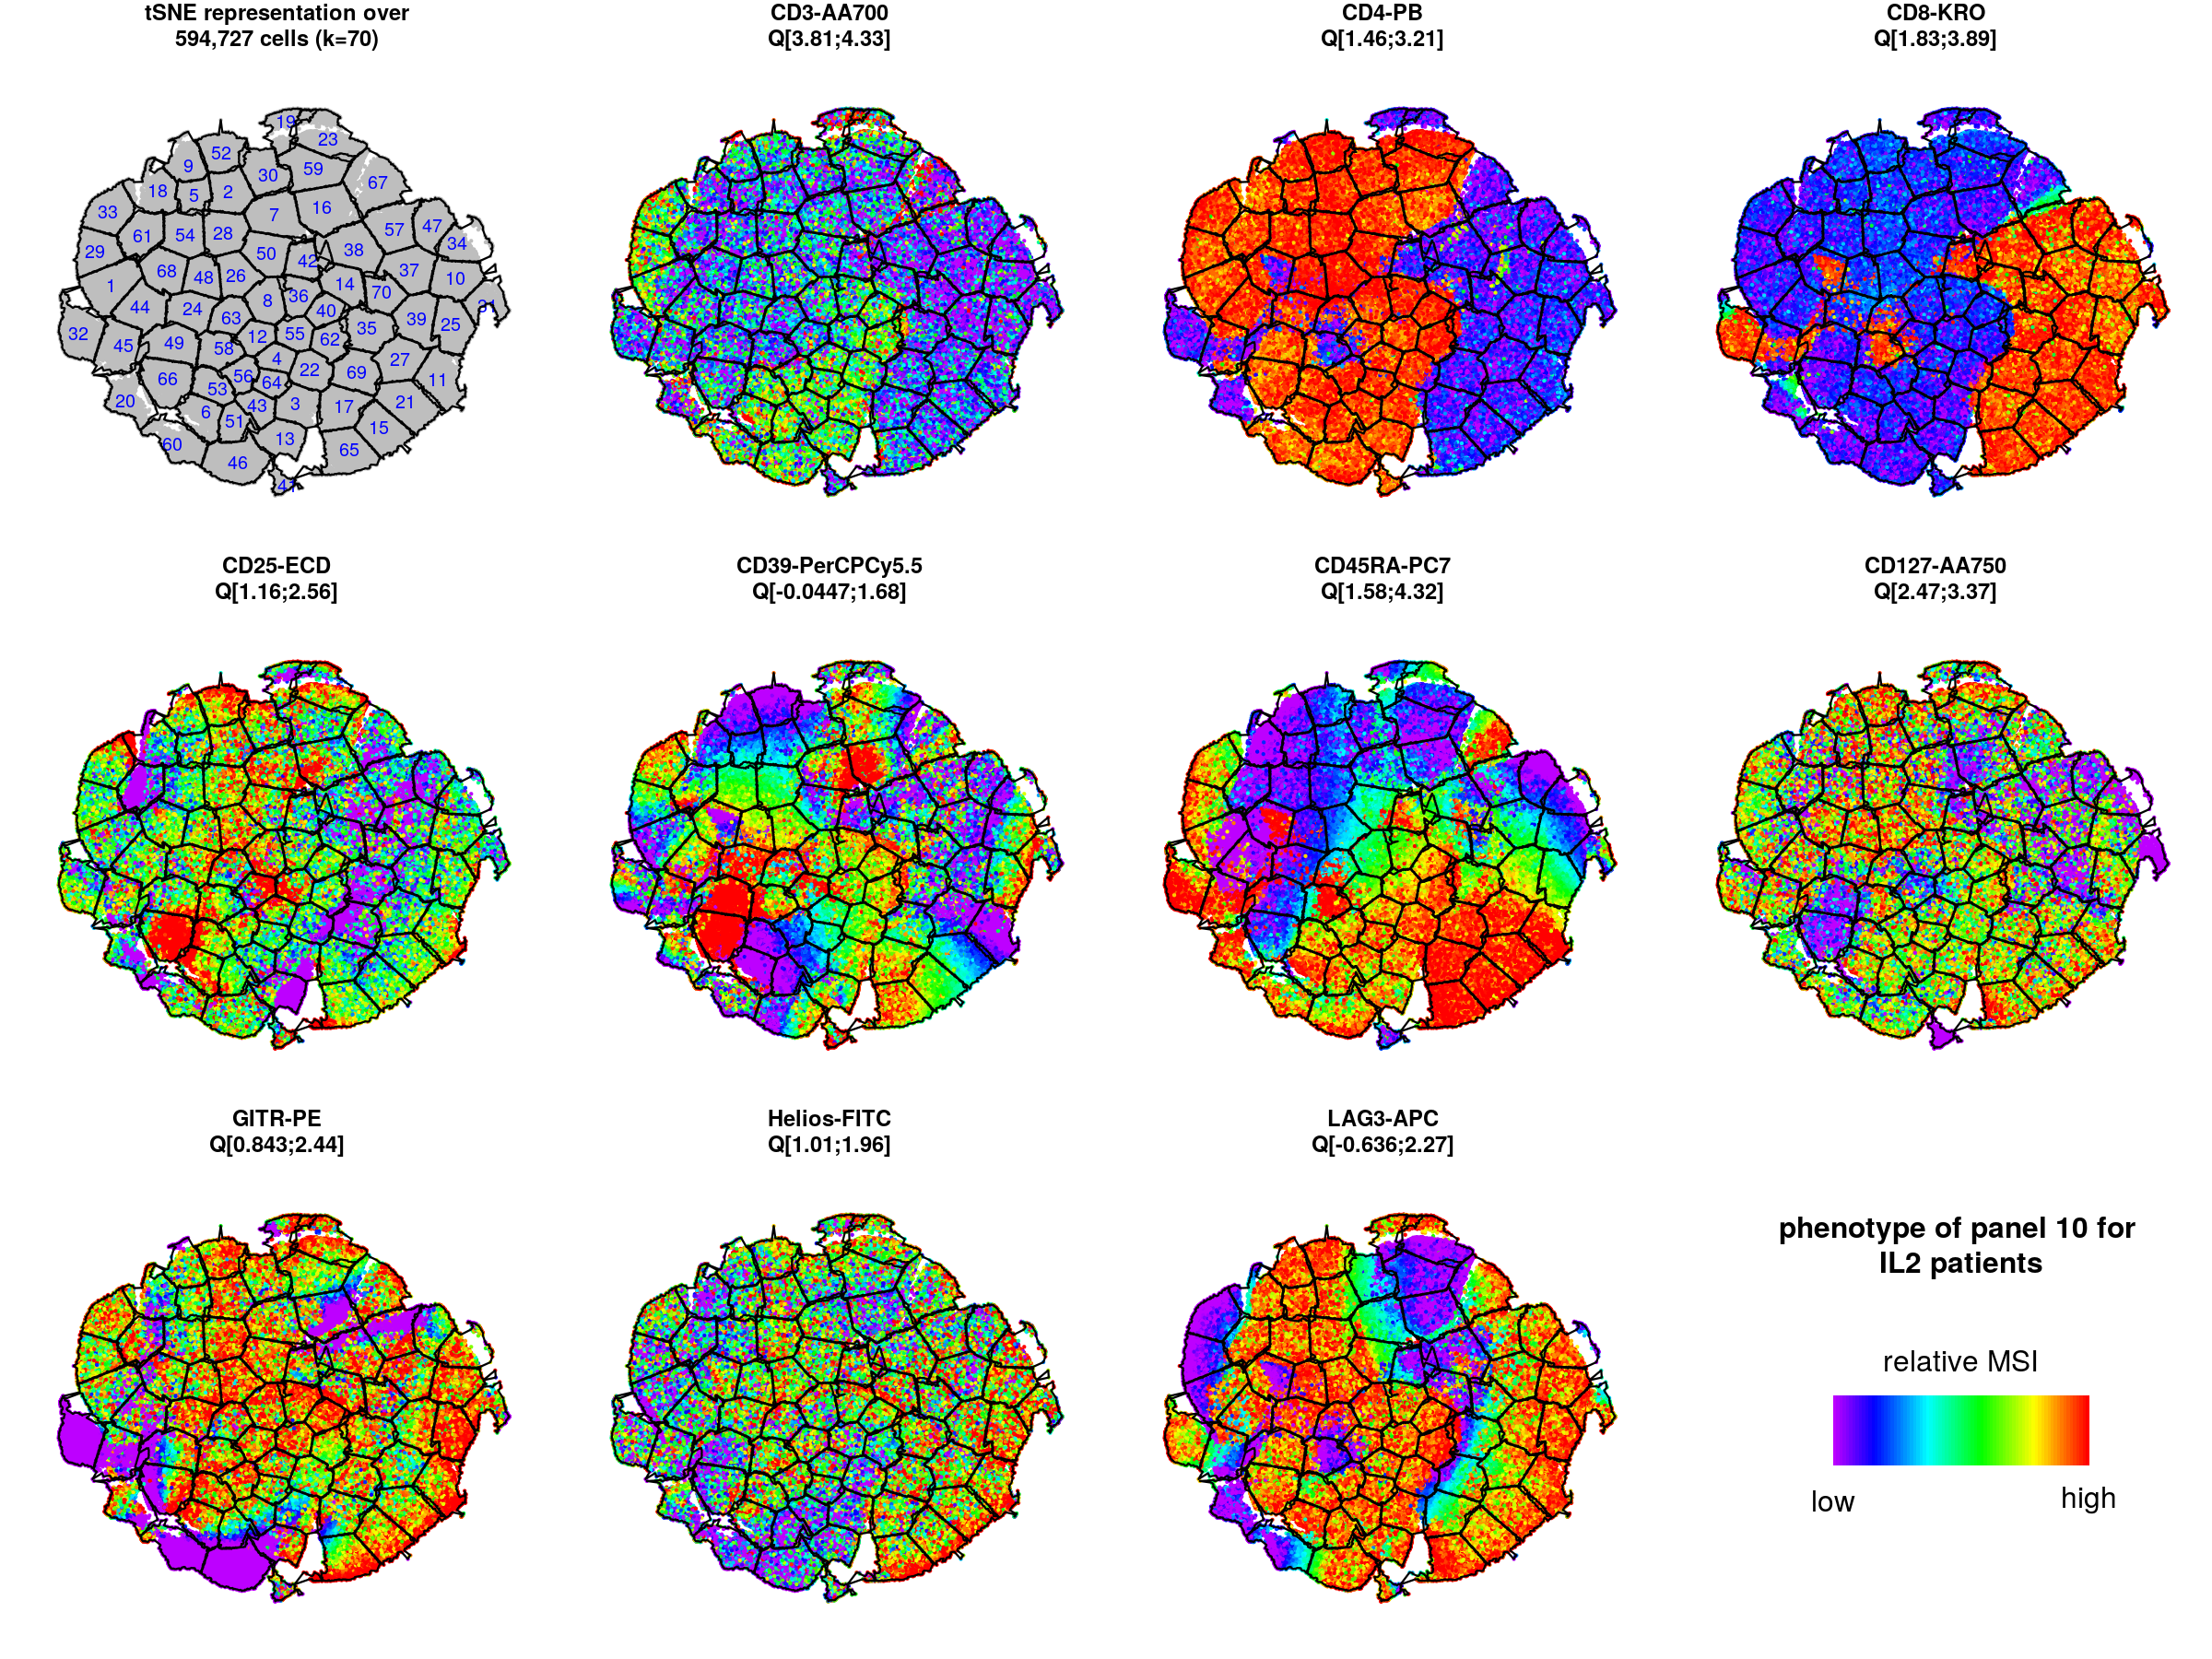 tSNE representation over
594,727 cells (k=70)
CD3-AA700
Q[3.81;4.33]
CD4-PB
Q[1.46;3.21]
CD8-KRO
Q[1.83;3.89]
19
23
52
9
59
30
67
18
5
2
33
7
16
57
47
61
54
28
34
29
50
42
38
37
10
68
48
26
1
14
70
36
8
44
24
40
31
63
39
25
32
45
49
12
55
62
35
58
4
27
66
56
22
69
11
53
64
20
6
43
3
17
21
51
60
13
15
46
65
41
CD25-ECD
Q[1.16;2.56]
CD39-PerCPCy5.5
Q[-0.0447;1.68]
CD45RA-PC7
Q[1.58;4.32]
CD127-AA750
Q[2.47;3.37]
GITR-PE
Q[0.843;2.44]
Helios-FITC
Q[1.01;1.96]
LAG3-APC
Q[-0.636;2.27]
phenotype of panel 10 for
IL2 patients
relative MSI
low
high